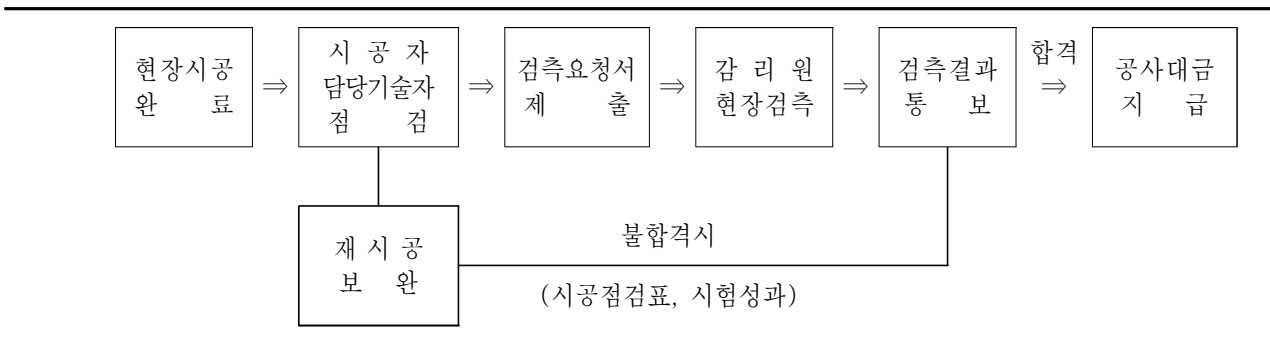 현장시공
완 료
⇒
시 공 자
담당기술자
점 검
⇒
검측요청서
제 출
⇒
감 리 원
현장검측
⇒
검측결과
통 보
합격
⇒
공사대금
지 급
재 시 공
보 완
불합격시
(시공점검표, 시험성과)